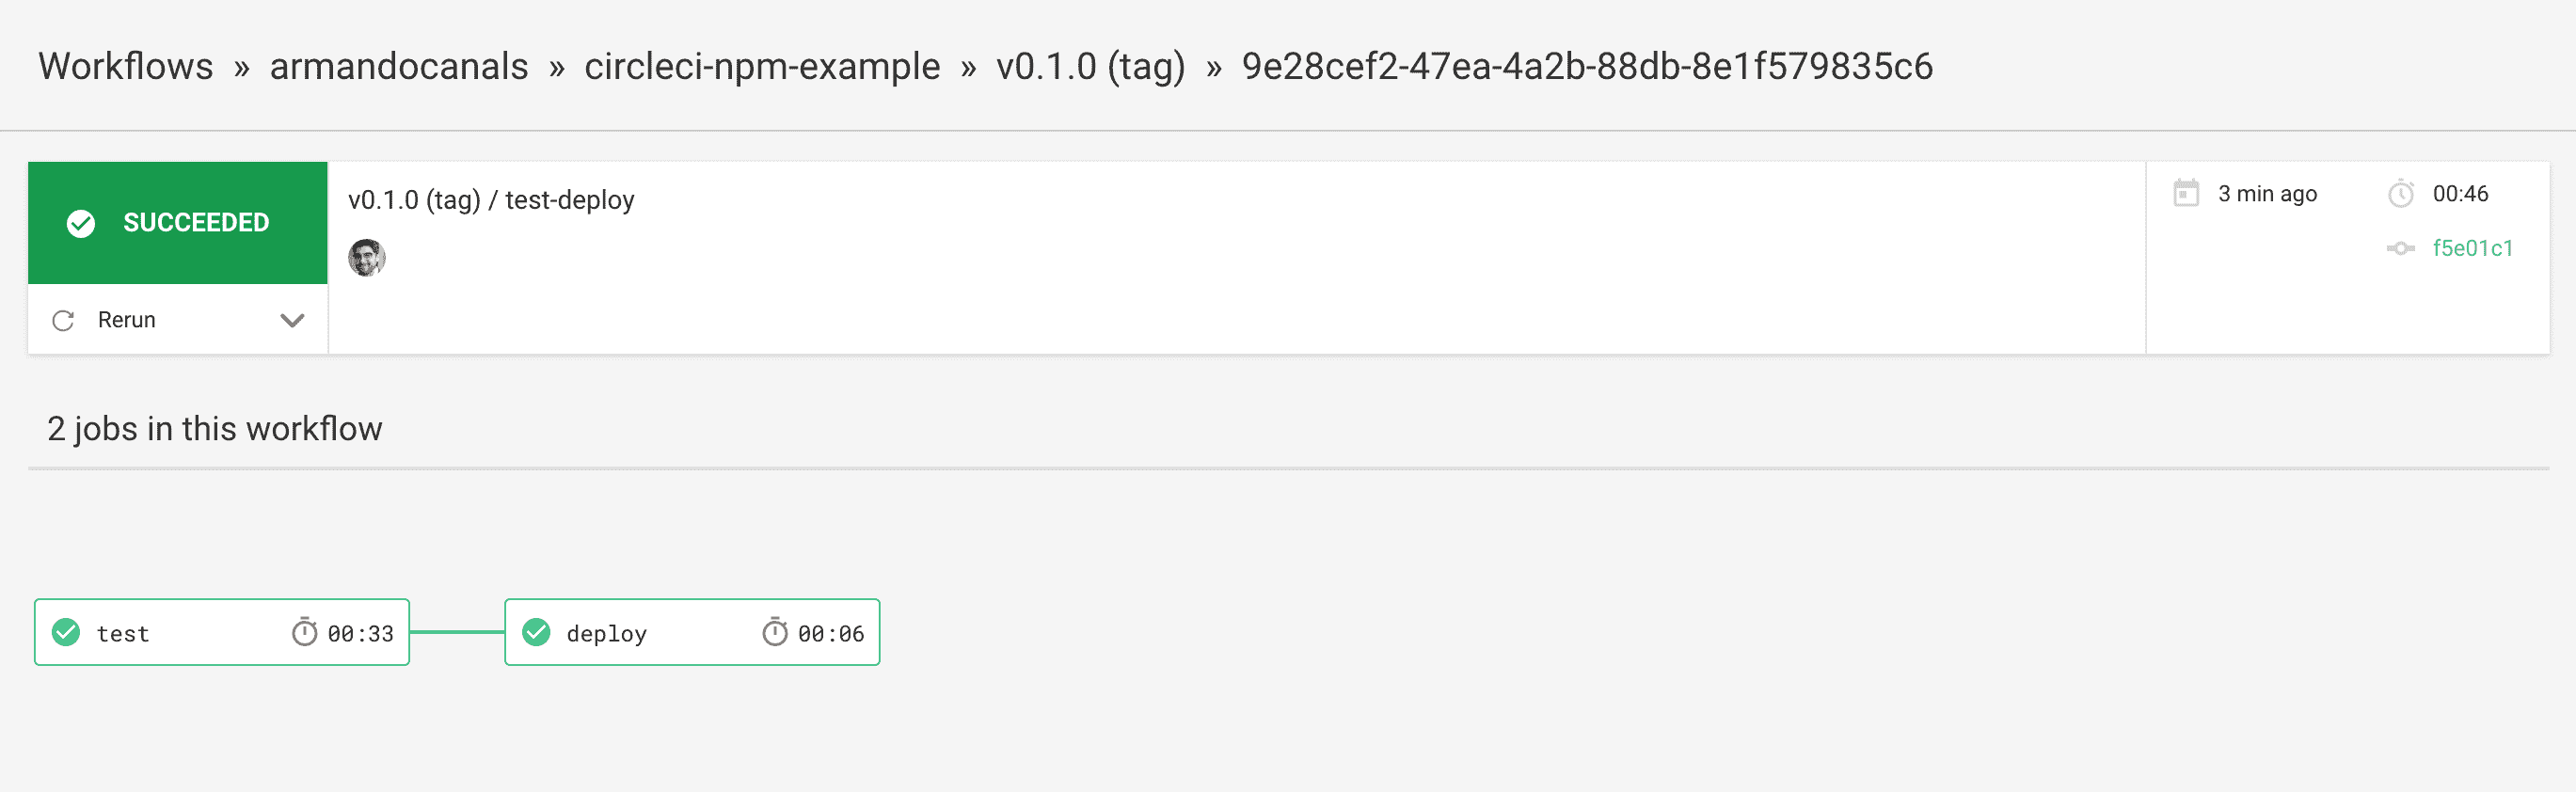 Workflows » armandocanals » circleci-npm-example » v0.1.0 (tag) » 9e28cef2-47ea-4a2b-88db-8e1f579835c6
SUCCEEDED
Rerun
v0.1.0 (tag) / test-deploy
3 min ago
00:46
f5e01c1
2 jobs in this workflow
test 00:33
deploy 00:06